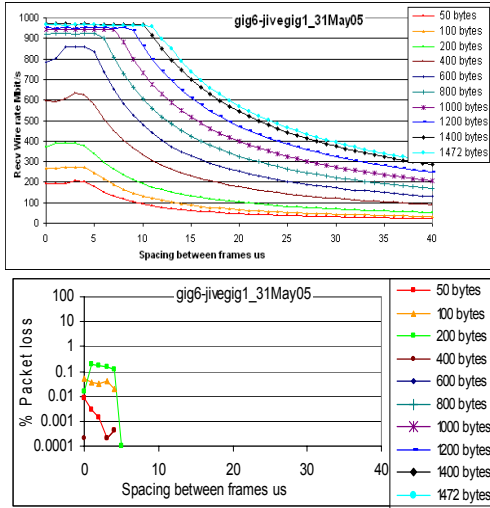 gig6-jivegig1_31May05
Recv Wire rate Mbit/s
1000
900
800
700
600
500
400
300
200
100
0
0
5
10
15
20
25
30
35
40
Spacing between frames us
50 bytes
100 bytes
200 bytes
400 bytes
600 bytes
800 bytes
1000 bytes
1200 bytes
1400 bytes
1472 bytes
gig6-jivegig1_31May05
% Packet loss
100
10
1
0.1
0.01
0.001
0.0001
0
10
20
30
40
Spacing between frames us
50 bytes
100 bytes
200 bytes
400 bytes
600 bytes
800 bytes
1000 bytes
1200 bytes
1400 bytes
1472 bytes